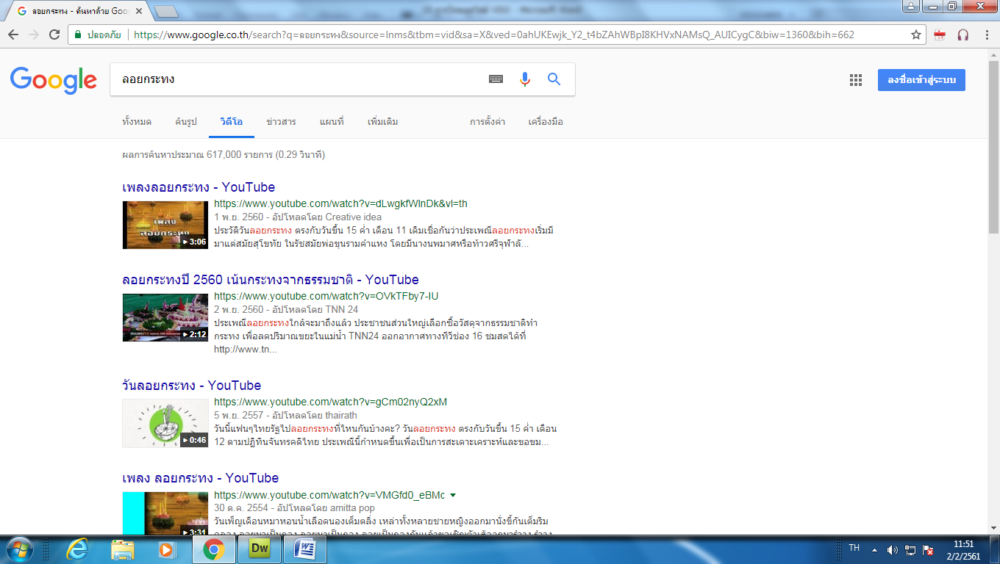 ลอยกระทง - ค้นหาด้วย Goo
ปลอดภัย https://www.google.co.th/search?q=ลอยกระทง&source=lnms&tbm=vid&sa=X&ved=0ahUKEwjk_Y2_t4bZAhWBpI8KHVxNAMsQ_AUICygC&biw=1360&bih=662
Google ลอยกระทง ลงชื่อเข้าสู่ระบบ
ทั้งหมด ค้นรูป วิดีโอ ข่าวสาร แผนที่ เพิ่มเติม การตั้งค่า เครื่องมือ
ผลการค้นหาประมาณ 617,000 รายการ (0.29 วินาที)
เพลงลอยกระทง - YouTube
https://www.youtube.com/watch?v=dLwgkfWlnDk&vl=th
1 พ.ย. 2560 - อัปโหลดโดย Creative idea
ประวัติวันลอยกระทง ตรงกับวันขึ้น 15 ค่ำ เดือน 11 เดิมเชื่อกันว่าประเพณีลอยกระทงเริ่มมี
มาแต่สมัยสุโขทัย ในรัชสมัยพ่อขุนรามคำแหง โดยมีนางนพมาศหรือท้าวศรีจุฬาลั...
เพลง
ลอยกระทง
3:06
ลอยกระทงปี 2560 เน้นกระทงจากธรรมชาติ - YouTube
https://www.youtube.com/watch?v=OVkTFby7-IU
2 พ.ย. 2560 - อัปโหลดโดย TNN 24
ประเพณีลอยกระทงใกล้จะมาถึงแล้ว ประชาชนส่วนใหญ่เลือกซื้อวัสดุจากธรรมชาติทำ
กระทง เพื่อลดปริมาณขยะในแม่น้ำ TNN24 ออกอากาศทางทีวีช่อง 16 ชมสดได้ที่
http://www.tn...
2:12
วันลอยกระทง - YouTube
https://www.youtube.com/watch?v=gCm02nyQ2xM
5 พ.ย. 2557 - อัปโหลดโดย thairath
วันนี้แฟนๆไทยรัฐไปลอยกระทงที่ไหนกันบ้างคะ? วันลอยกระทง ตรงกับวันขึ้น 15 ค่ำ เดือน
12 ตามปฏิทินจันทรคติไทย ประเพณีนี้กำหนดขึ้นเพื่อเป็นการสะเดาะเคราะห์และขอขม...
0:46
เพลง ลอยกระทง - YouTube
https://www.youtube.com/watch?v=VMGfd0_eBMc
30 ต.ค. 2554 - อัปโหลดโดย amitta pop
วันเพ็ญเดือนหมาหอนน้ำเลือดนองเต็มตลิ่ง เหล่าทั้งหลายชายหญิงออกมานั่งขี้กันเต็มริม
3:31
Dw TH 11:51
2/2/2561